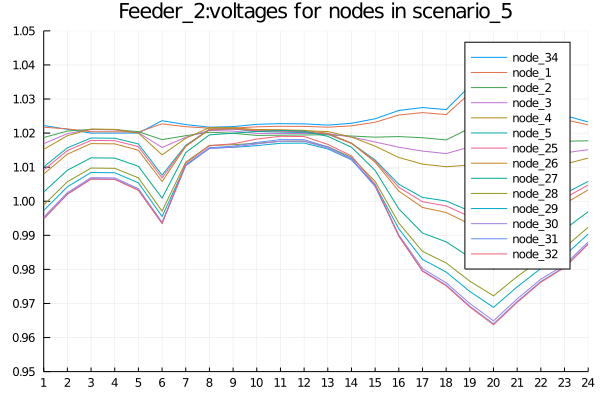 Feeder_2:voltages for nodes in scenario_5
1.05
1.04
1.03
1.02
1.01
1.00
0.99
0.98
0.97
0.96
0.95
node_34
node_1
node_2
node_3
node_4
node_5
node_25
node_26
node_27
node_28
node_29
node_30
node_31
node_32
1 2 3 4 5 6 7 8 9 10 11 12 13 14 15 16 17 18 19 20 21 22 23 24